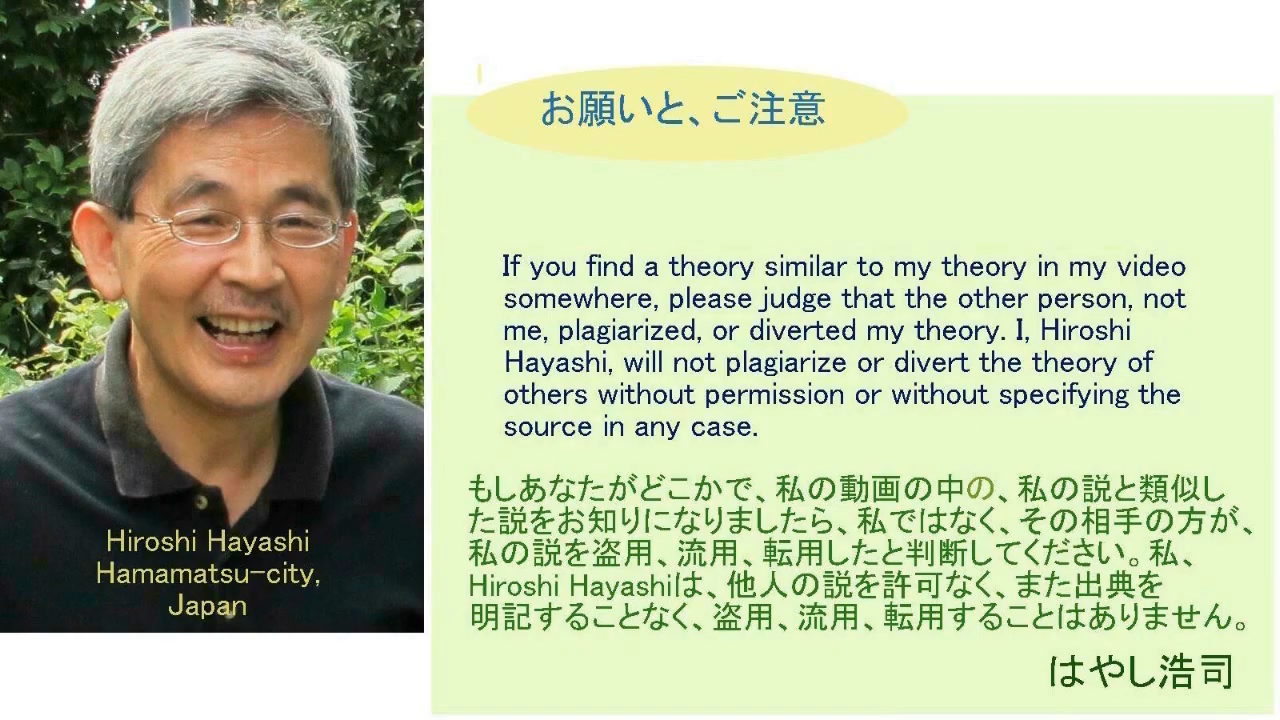 お願いと、ご注意
If you find a theory similar to my theory in my video
somewhere, please judge that the other person, not
me, plagiarized, or diverted my theory. I, Hiroshi
Hayashi, will not plagiarize or divert the theory of
others without permission or without specifying the
source in any case.
もしあなたがどこかで、私の動画の中の、私の説と類似し
た説をお知りになりましたら、私ではなく、その相手の方が、
私の説を盗用、流用、転用したと判断してください。私、
Hiroshi Hayashiは、他人の説を許可なく、また出典を
明記することなく、盗用、流用、転用することはありません。
はやし浩司
Hiroshi Hayashi
Hamamatsu-city,
Japan